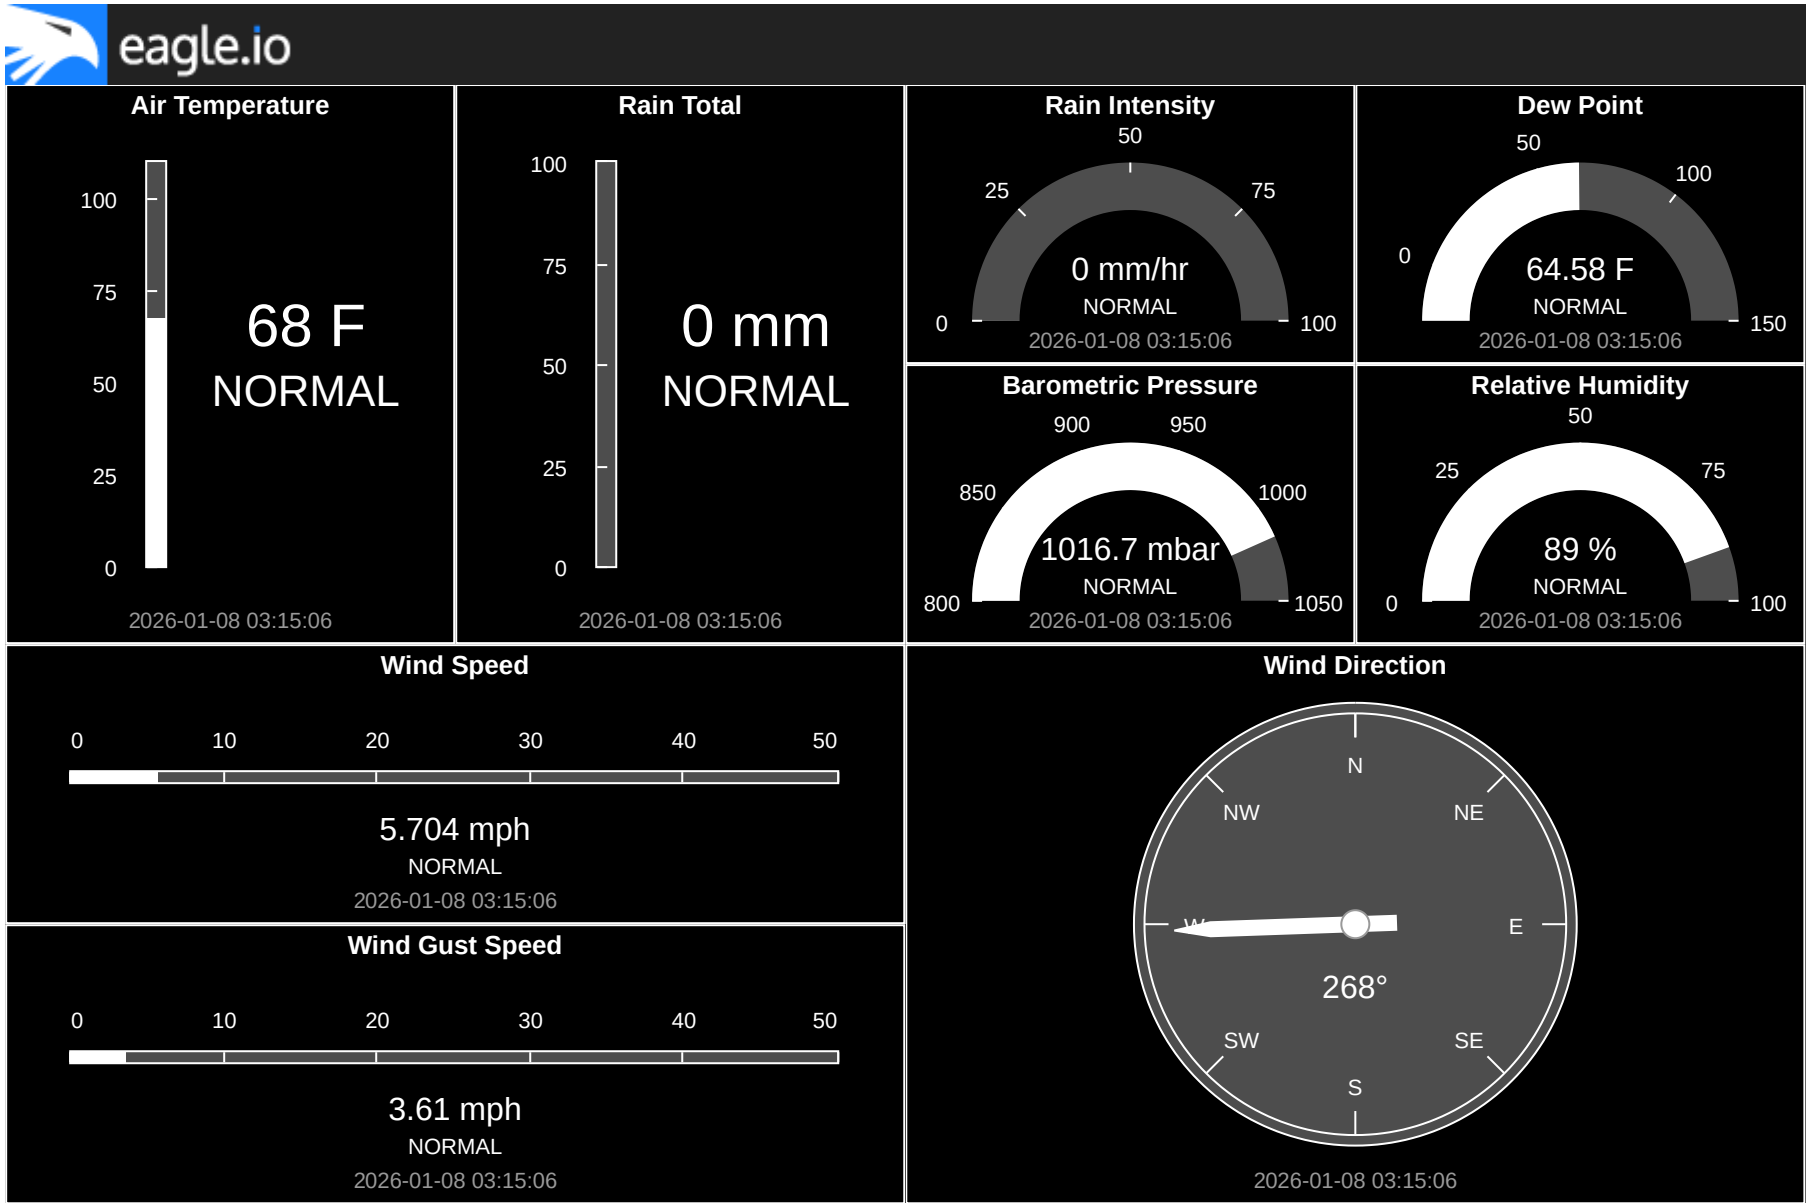 eagle.io
Air Temperature
100
75
50
25
0
68 F
NORMAL
2026-01-08 03:15:06
Rain Total
100
75
50
25
0
0 mm
NORMAL
2026-01-08 03:15:06
Rain Intensity
0
25
50
75
100
0 mm/hr
NORMAL
2026-01-08 03:15:06
Dew Point
0
50
100
150
64.58 F
NORMAL
2026-01-08 03:15:06
Barometric Pressure
800
850
900
950
1000
1050
1016.7 mbar
NORMAL
2026-01-08 03:15:06
Relative Humidity
0
25
50
75
100
89 %
NORMAL
2026-01-08 03:15:06
Wind Speed
0 10 20 30 40 50
5.704 mph
NORMAL
2026-01-08 03:15:06
Wind Gust Speed
0 10 20 30 40 50
3.61 mph
NORMAL
2026-01-08 03:15:06
Wind Direction
N
NW NE
W E
268°
SW SE
S
2026-01-08 03:15:06